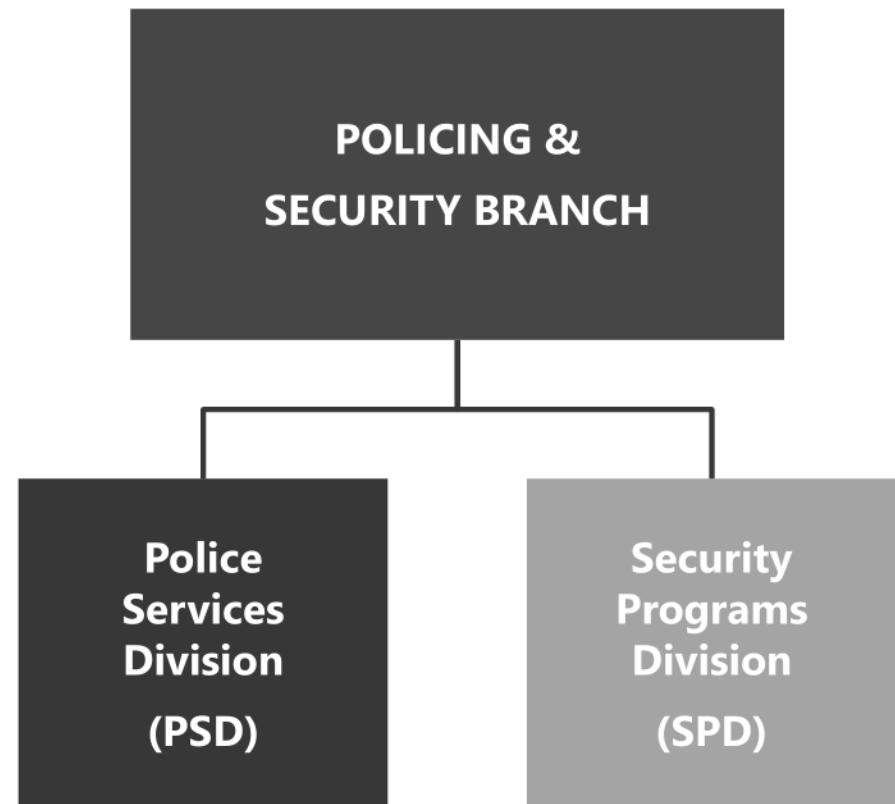 POLICING &
SECURITY BRANCH
Police
Services
Division
(PSD)
Security
Programs
Division
(SPD)